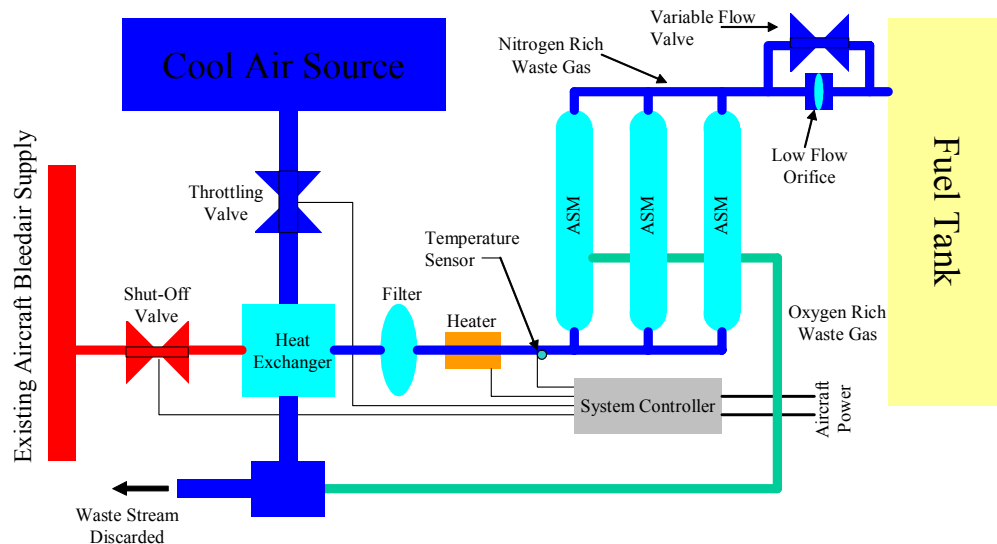 Cool Air Source
Nitrogen Rich
Waste Gas
Variable Flow
Valve
Low Flow
Orifice
Fuel Tank
Existing Aircraft Bleedair Supply
Throttling
Valve
Shut-Off
Valve
Heat
Exchanger
Filter
Heater
Temperature
Sensor
ASM
ASM
ASM
Oxygen Rich
Waste Gas
System Controller
Aircraft
Power
Waste Stream
Discarded